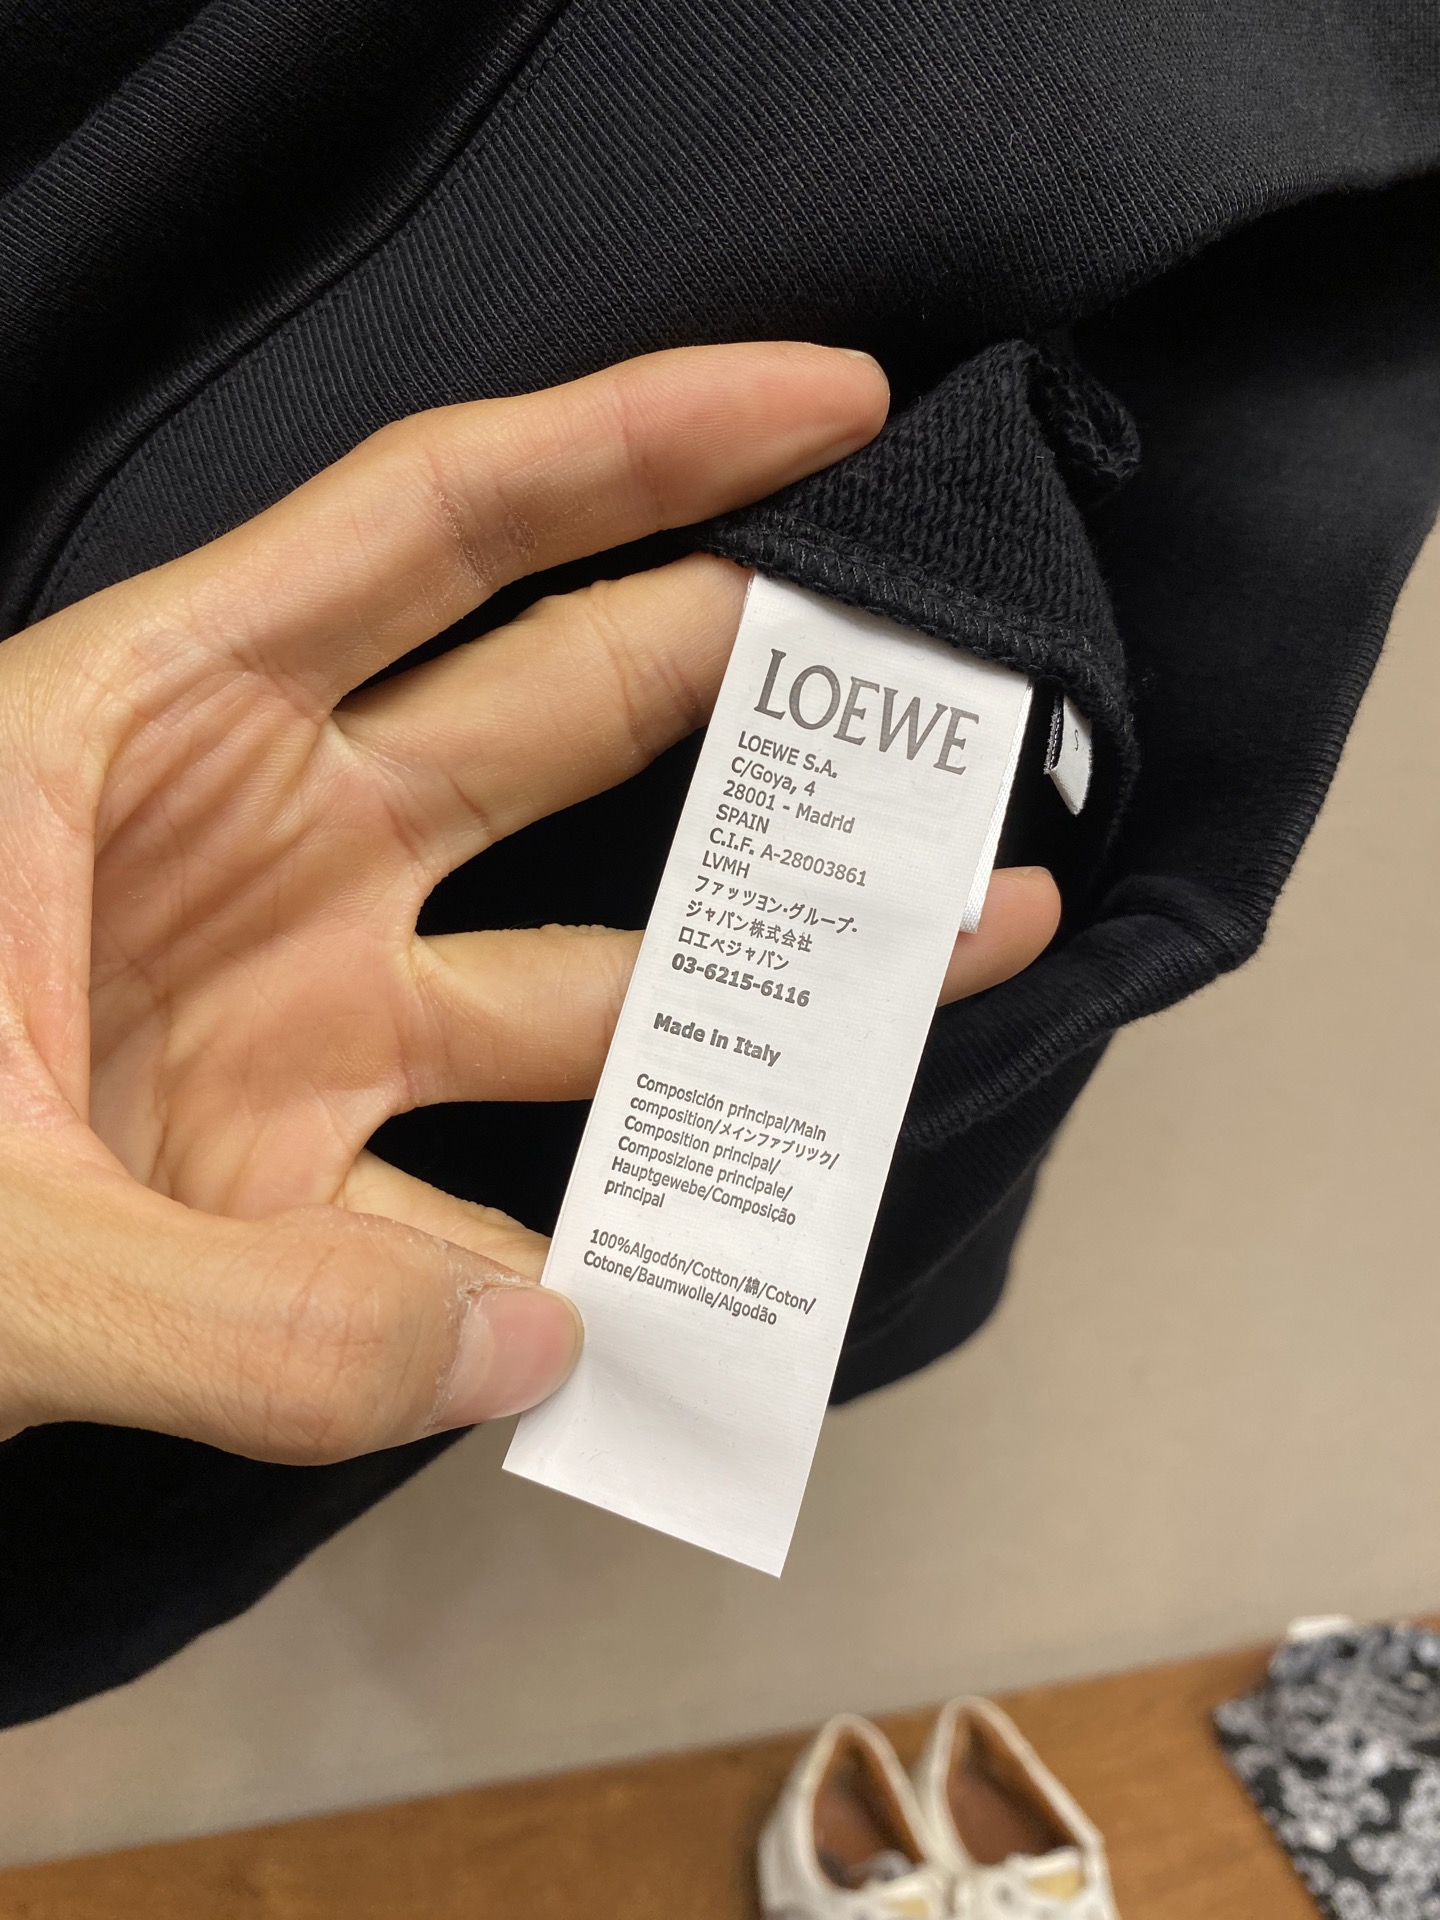 LOEWE
LOEWE S.A.
C/Goya, 4
28001 - Madrid
SPAIN
C.I.F. A-28003861
LVMH
ファッツヨン・グループ・
ジャパン株式会社
ロエベジャパン
03-6215-6116
Made in Italy
Composición principal/Main
composition/メインファブリック/
Composition principal/
Composizione principale/
Hauptgewebe/Composição
principal
100%Algodón/Cotton/綿/Coton/
Cotone/Baumwolle/Algodão
S